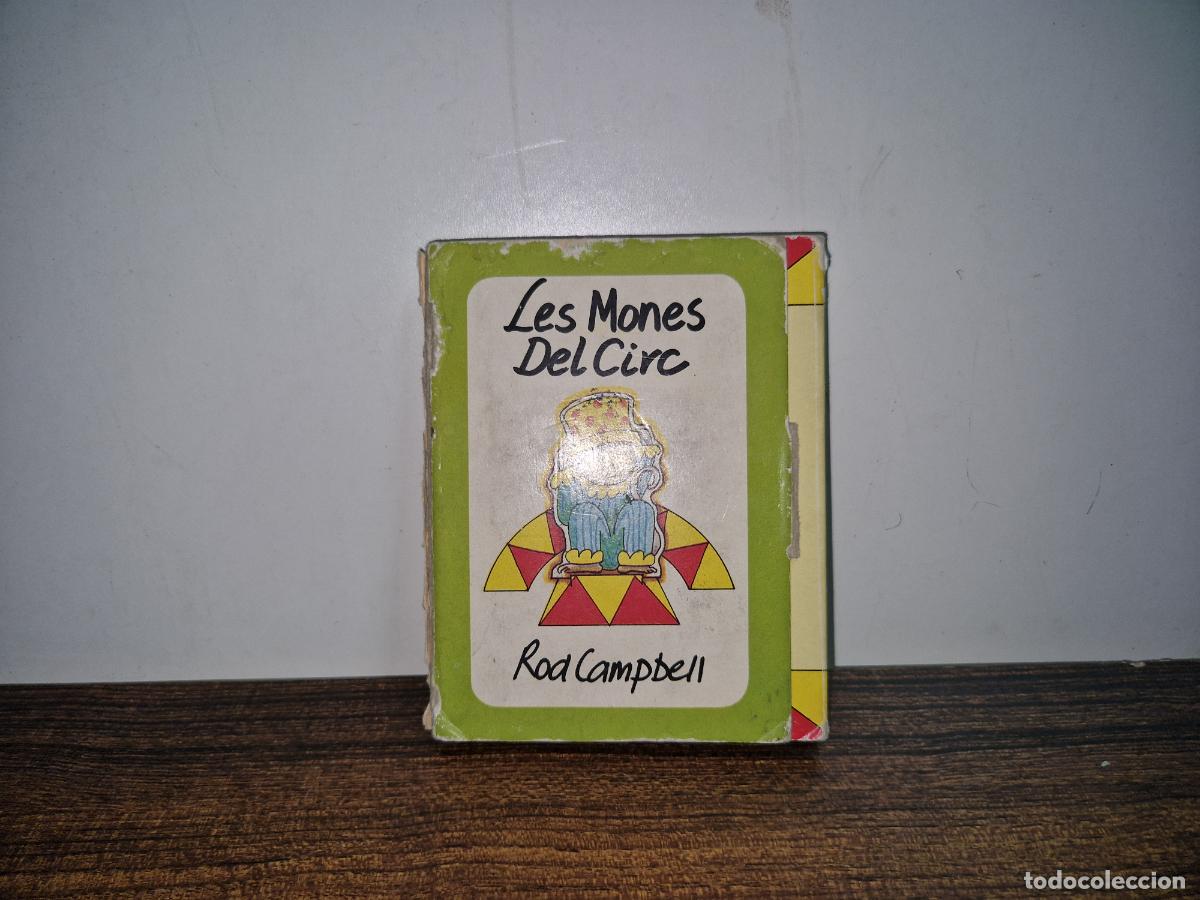 Les Mones
Del Circ
Rod Campbell
todocoleccion